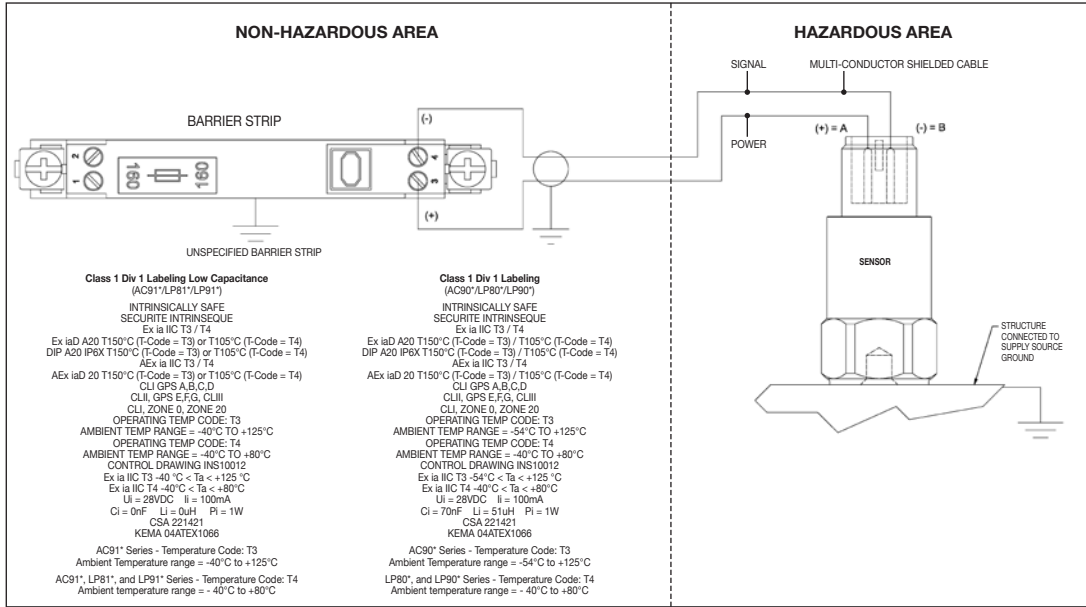 NON-HAZARDOUS AREA
HAZARDOUS AREA
SIGNAL
MULTI-CONDUCTOR SHIELDED CABLE
BARRIER STRIP
(-)
(+) = A
(-) = B
POWER
2
1
160
160
4
3
(+)
UNSPECIFIED BARRIER STRIP
SENSOR
STRUCTURE
CONNECTED TO
SUPPLY SOURCE
GROUND
Class 1 Div 1 Labeling Low Capacitance
(AC91*/LP81*/LP91*)
INTRINSICALLY SAFE
SECURITE INTRINSEQUE
Ex ia IIC T3 / T4
Ex iaD A20 T150°C (T-Code = T3) or T105°C (T-Code = T4)
DIP A20 IP6X T150°C (T-Code = T3) or T105°C (T-Code = T4)
AEx ia IIC T3 / T4
AEx iaD 20 T150°C (T-Code = T3) or T105°C (T-Code = T4)
CLI GPS A,B,C,D
CLII, GPS E,F,G, CLIII
CLI, ZONE 0, ZONE 20
OPERATING TEMP CODE: T3
AMBIENT TEMP RANGE = -40°C TO +125°C
OPERATING TEMP CODE: T4
AMBIENT TEMP RANGE = -40°C TO +80°C
CONTROL DRAWING INS10012
Ex ia IIC T3 -40 °C < Ta < +125 °C
Ex ia IIC T4 -40°C < Ta < +80°C
Ui = 28VDC Ii = 100mA
Ci = 0nF Li = 0uH Pi = 1W
CSA 221421
KEMA 04ATEX1066
AC91* Series - Temperature Code: T3
Ambient Temperature range = -40°C to +125°C
AC91*, LP81*, and LP91* Series - Temperature Code: T4
Ambient temperature range = - 40°C to +80°C
Class 1 Div 1 Labeling
(AC90*/LP80*/LP90*)
INTRINSICALLY SAFE
SECURITE INTRINSEQUE
Ex ia IIC T3 / T4
Ex iaD A20 T150°C (T-Code = T3) / T105°C (T-Code = T4)
DIP A20 IP6X T150°C (T-Code = T3) / T105°C (T-Code = T4)
AEx ia IIC T3 / T4
AEx iaD 20 T150°C (T-Code = T3) / T105°C (T-Code = T4)
CLI GPS A,B,C,D
CLII, GPS E,F,G, CLIII
CLI, ZONE 0, ZONE 20
OPERATING TEMP CODE: T3
AMBIENT TEMP RANGE = -54°C TO +125°C
OPERATING TEMP CODE: T4
AMBIENT TEMP RANGE = -40°C TO +80°C
CONTROL DRAWING INS10012
Ex ia IIC T3 -54°C < Ta < +125 °C
Ex ia IIC T4 -40°C < Ta < +80°C
Ui = 28VDC Ii = 100mA
Ci = 70nF Li = 51uH Pi = 1W
CSA 221421
KEMA 04ATEX1066
AC90* Series - Temperature Code: T3
Ambient Temperature range = -54°C to +125°C
LP80*, and LP90* Series - Temperature Code: T4
Ambient temperature range = - 40°C to +80°C